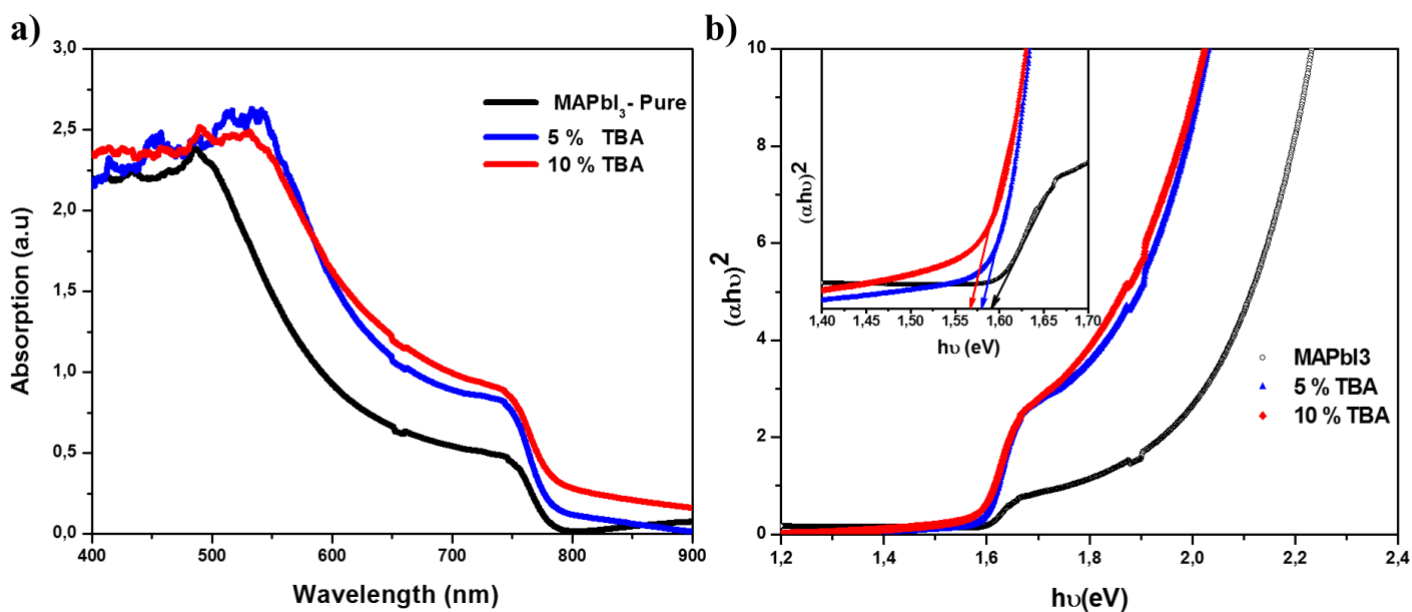 a)
3,0
2,5
2,0
1,5
1,0
0,5
0,0
Absorption (a.u)
400 500 600 700 800 900
Wavelength (nm)
MAPbI₃- Pure
5 % TBA
10 % TBA
b)
10
8
6
4
2
0
(αhυ)²
1,2 1,4 1,6 1,8 2,0 2,2 2,4
hυ(eV)
(αhυ)²
1,40 1,45 1,50 1,55 1,60 1,65 1,70
hυ (eV)
MAPbI3
5 % TBA
10 % TBA